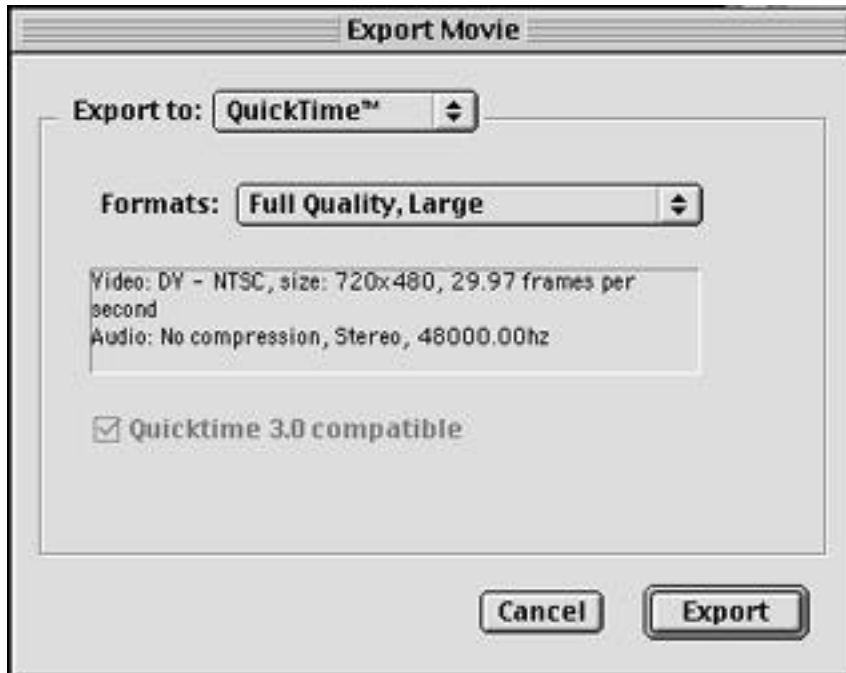 Export Movie
Export to: QuickTime™
Formats: Full Quality, Large
Video: DV - NTSC, size: 720x480, 29.97 frames per
second
Audio: No compression, Stereo, 48000.00hz
Quicktime 3.0 compatible
Cancel Export